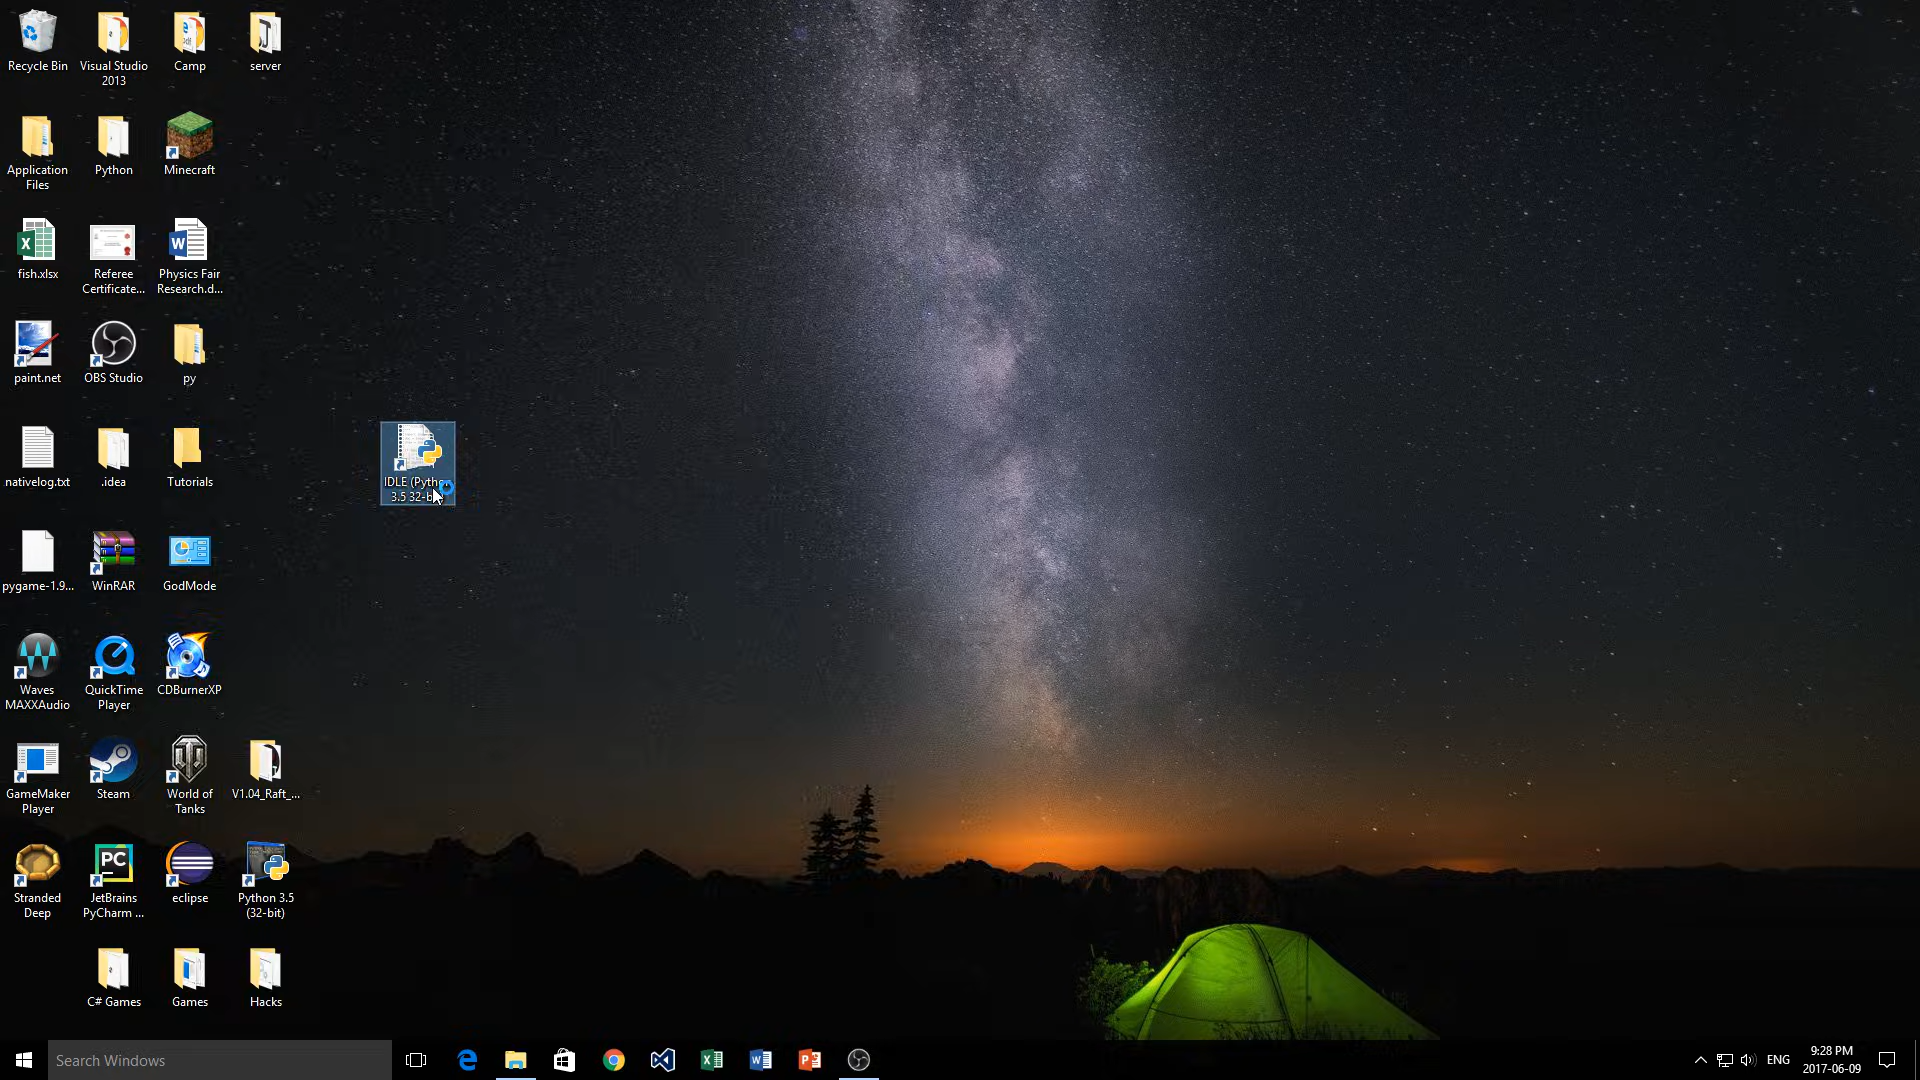 Recycle Bin
Visual Studio
2013
Camp
server
Application
Files
Python
Minecraft
fish.xlsx
Referee
Certificate...
Physics Fair
Research.d...
paint.net
OBS Studio
py
nativelog.txt
.idea
Tutorials
IDLE (Python
3.5 32-bit)
pygame-1.9...
WinRAR
GodMode
Waves
MAXXAudio
QuickTime
Player
CDBurnerXP
GameMaker
Player
Steam
World of
Tanks
V1.04_Raft_...
Stranded
Deep
JetBrains
PyCharm ...
eclipse
Python 3.5
(32-bit)
C# Games
Games
Hacks
Search Windows
ENG
9:28 PM
2017-06-09